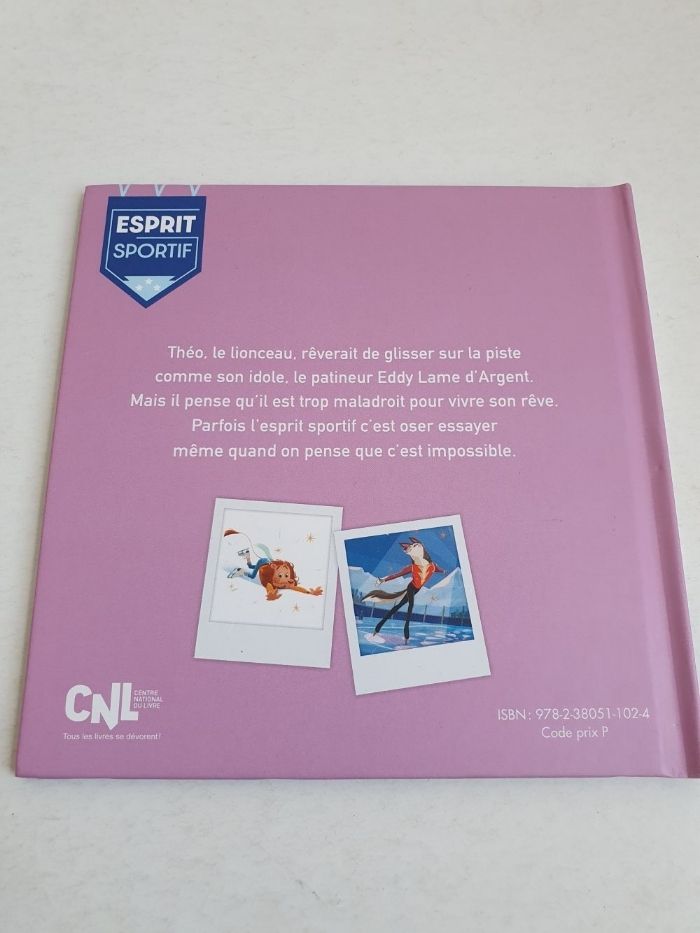 ESPRIT
SPORTIF
Théo, le lionceau, rêverait de glisser sur la piste
comme son idole, le patineur Eddy Lame d'Argent.
Mais il pense qu'il est trop maladroit pour vivre son rêve.
Parfois l'esprit sportif c'est oser essayer
même quand on pense que c'est impossible.
CNL CENTRE
NATIONAL
DU LIVRE
Tous les livres se dévorent!
ISBN : 978-2-38051-102-4
Code prix P